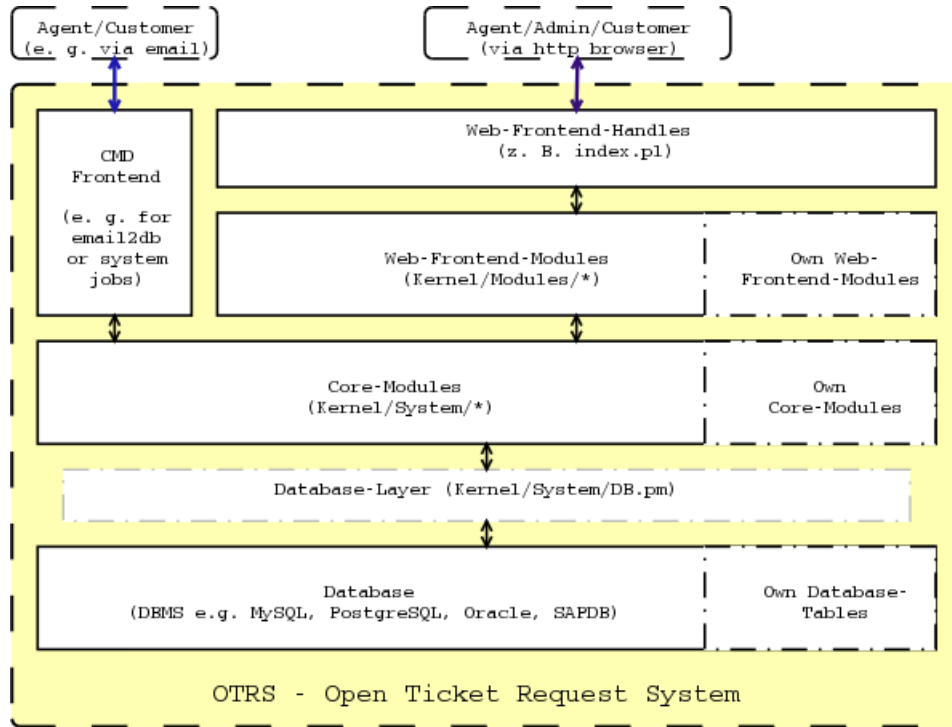 Agent/Customer
(e. g. via email)
Agent/Admin/Customer
(via http browser)
CMD
Frontend
(e. g. for
email2db
or system
jobs)
Web-Frontend-Handles
(z. B. index.pl)
Web-Frontend-Modules
(Kernel/Modules/*)
Own Web-
Frontend-Modules
Core-Modules
(Kernel/System/*)
Own
Core-Modules
Database-Layer (Kernel/System/DB.pm)
Database
(DBMS e.g. MySQL, PostgreSQL, Oracle, SAPDB)
Own Database-
Tables
OTRS - Open Ticket Request System